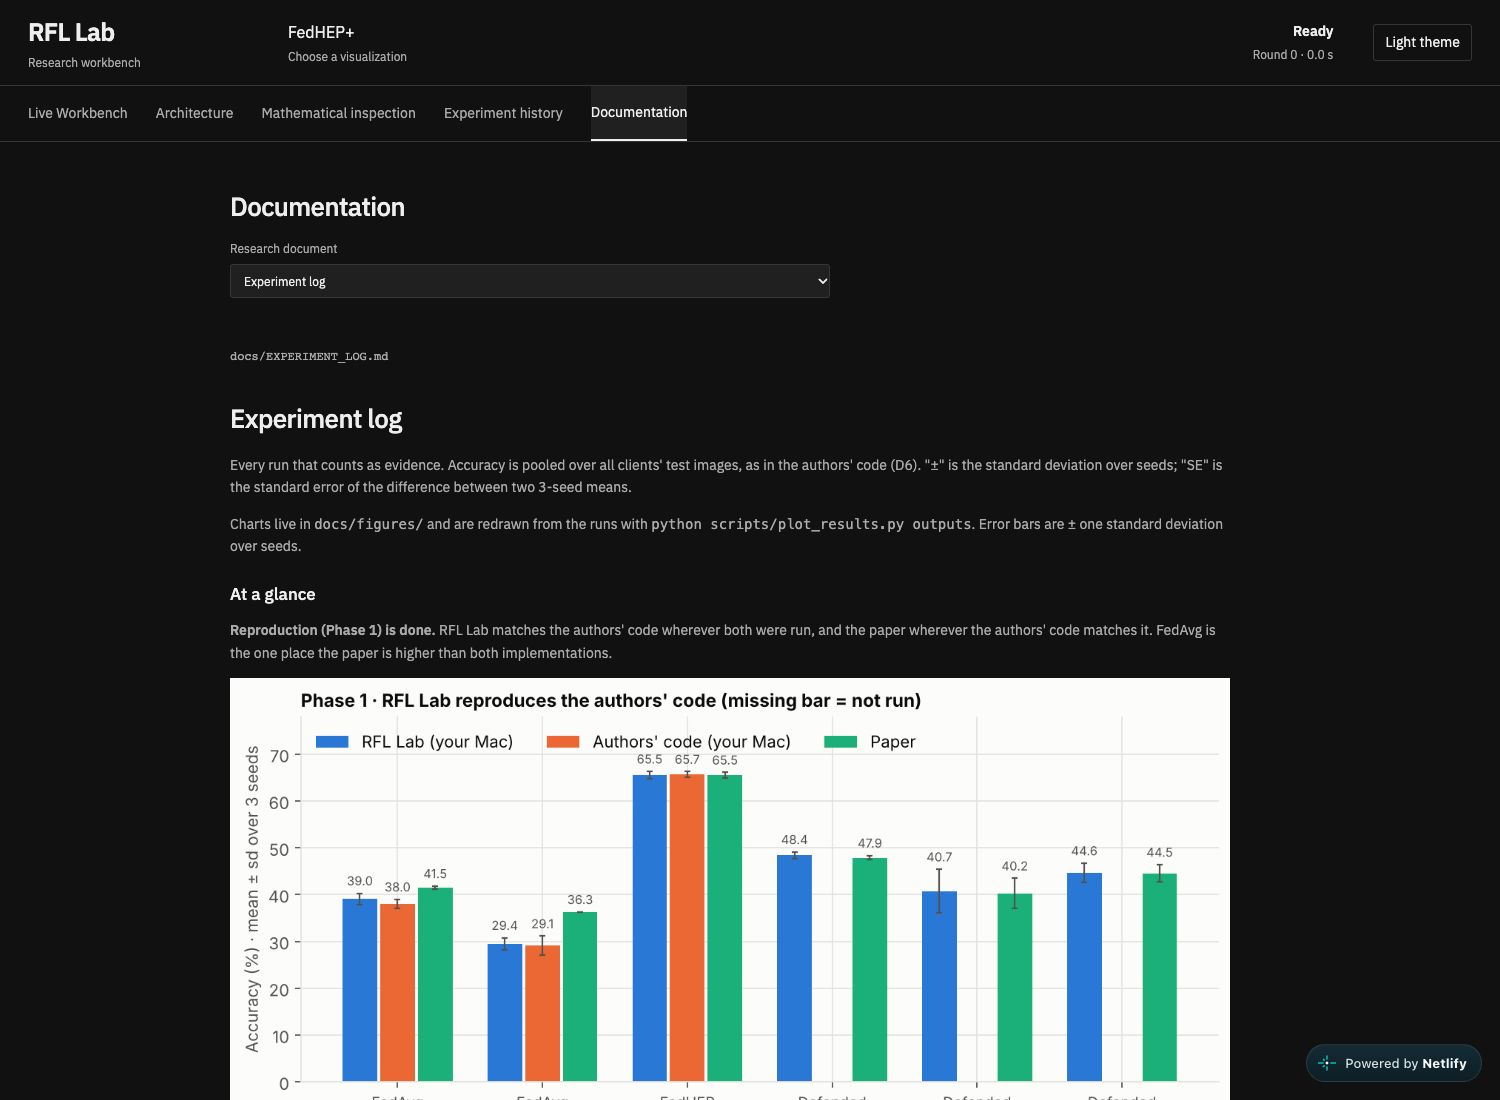 RFL Lab
Research workbench
FedHEP+
Choose a visualization
Ready
Round 0 · 0.0 s
Light theme
Live Workbench
Architecture
Mathematical inspection
Experiment history
Documentation
Documentation
Research document
Experiment log
docs/EXPERIMENT_LOG.md
Experiment log
Every run that counts as evidence. Accuracy is pooled over all clients' test images, as in the authors' code (D6). "±" is the standard deviation over seeds; "SE" is
the standard error of the difference between two 3-seed means.
Charts live in docs/figures/ and are redrawn from the runs with python scripts/plot_results.py outputs. Error bars are ± one standard deviation
over seeds.
At a glance
Reproduction (Phase 1) is done. RFL Lab matches the authors' code wherever both were run, and the paper wherever the authors' code matches it. FedAvg is
the one place the paper is higher than both implementations.
Phase 1 · RFL Lab reproduces the authors' code (missing bar = not run)
RFL Lab (your Mac)
Authors' code (your Mac)
Paper
Accuracy (%) · mean ± sd over 3 seeds
70
60
50
40
30
20
10
0
39.0
38.0
41.5
29.4
29.1
36.3
65.5
65.7
65.5
48.4
47.9
40.7
40.2
44.6
44.5
FedAvg
FedAvg
FedHEP
Defended
Defended
Defended
Powered by Netlify